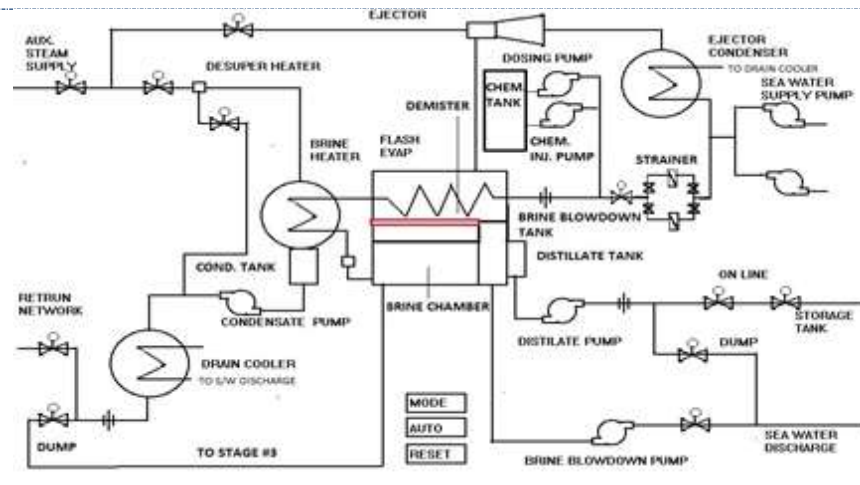 EJECTOR
AUX.
STEAM
SUPPLY
DESUPER HEATER
DOSING PUMP
EJECTOR
CONDENSER
TO DRAIN COOLER
SEA WATER
SUPPLY PUMP
CHEM.
TANK
DEMISTER
BRINE
HEATER
FLASH
EVAP
CHEM.
INJ. PUMP
STRAINER
BRINE BLOWDOWN
TANK
DISTILLATE TANK
COND. TANK
ON LINE
RETRUN
NETWORK
BRINE CHAMBER
CONDENSATE PUMP
STORAGE
TANK
DISTILATE PUMP
DUMP
DRAIN COOLER
TO S/W DISCHARGE
MODE
AUTO
RESET
DUMP
TO STAGE #3
SEA WATER
DISCHARGE
BRINE BLOWDOWN PUMP